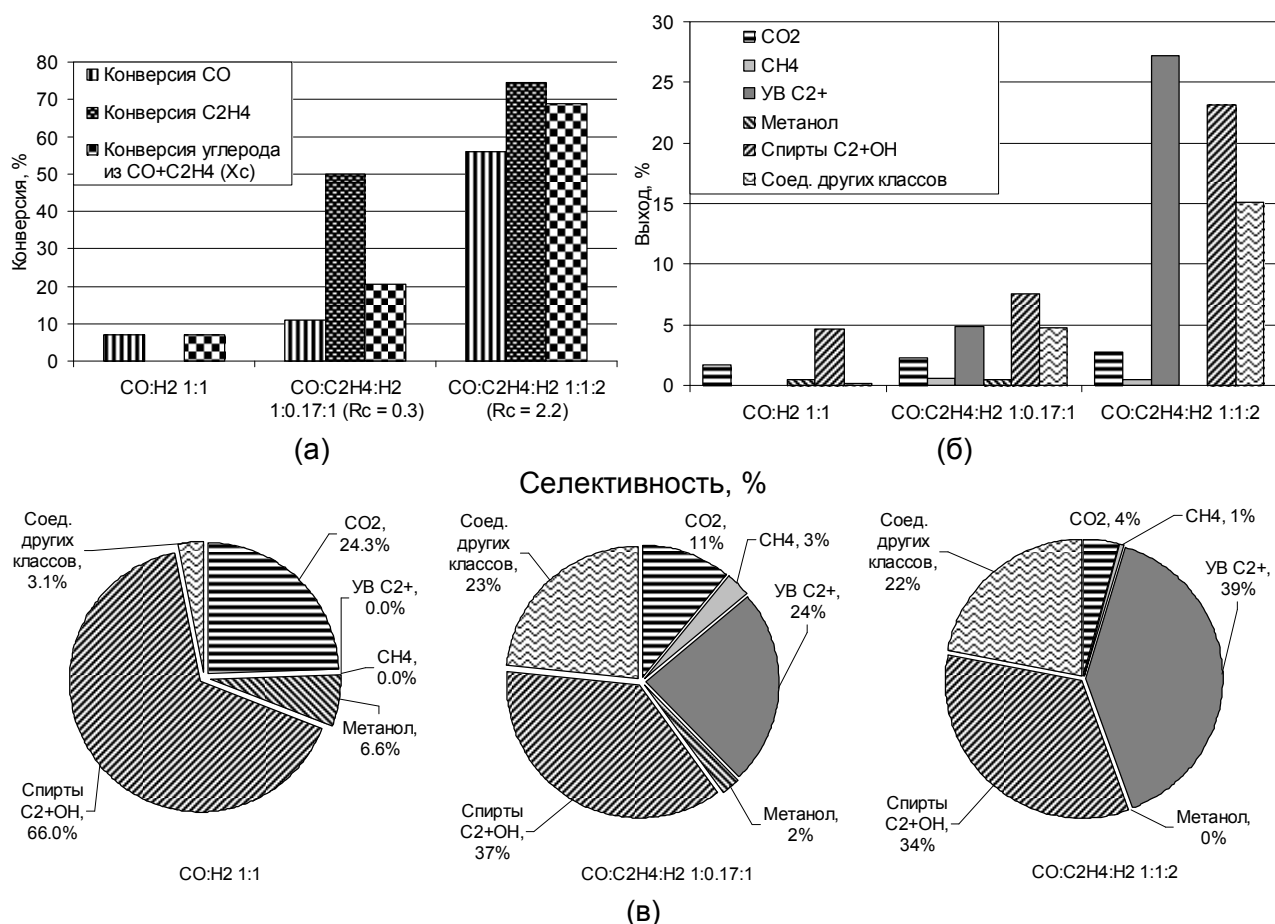 80
70
60
50
40
30
20
10
0
Конверсия, %
Конверсия CO
Конверсия C2H4
Конверсия углерода
из CO+C2H4 (Xc)
CO:H2 1:1
CO:C2H4:H2
1:0.17:1 (Rc = 0.3)
CO:C2H4:H2 1:1:2
(Rc = 2.2)
(а)
30
25
20
15
10
5
0
Выход, %
CO2
CH4
УВ C2+
Метанол
Спирты C2+OH
Соед. других классов
CO:H2 1:1
CO:C2H4:H2 1:0.17:1
CO:C2H4:H2 1:1:2
(б)
Селективность, %
Соед.
других
классов,
3.1%
CO2,
24.3%
УВ C2+,
0.0%
CH4,
0.0%
Метанол,
6.6%
Спирты
C2+OH,
66.0%
CO:H2 1:1
Соед.
других
классов,
23%
CO2,
11%
CH4, 3%
УВ C2+,
24%
Метанол,
2%
Спирты
C2+OH,
37%
CO:C2H4:H2 1:0.17:1
Соед.
других
классов,
22%
CO2, 4%
CH4, 1%
УВ C2+,
39%
Метанол,
0%
Спирты
C2+OH,
34%
CO:C2H4:H2 1:1:2
(в)